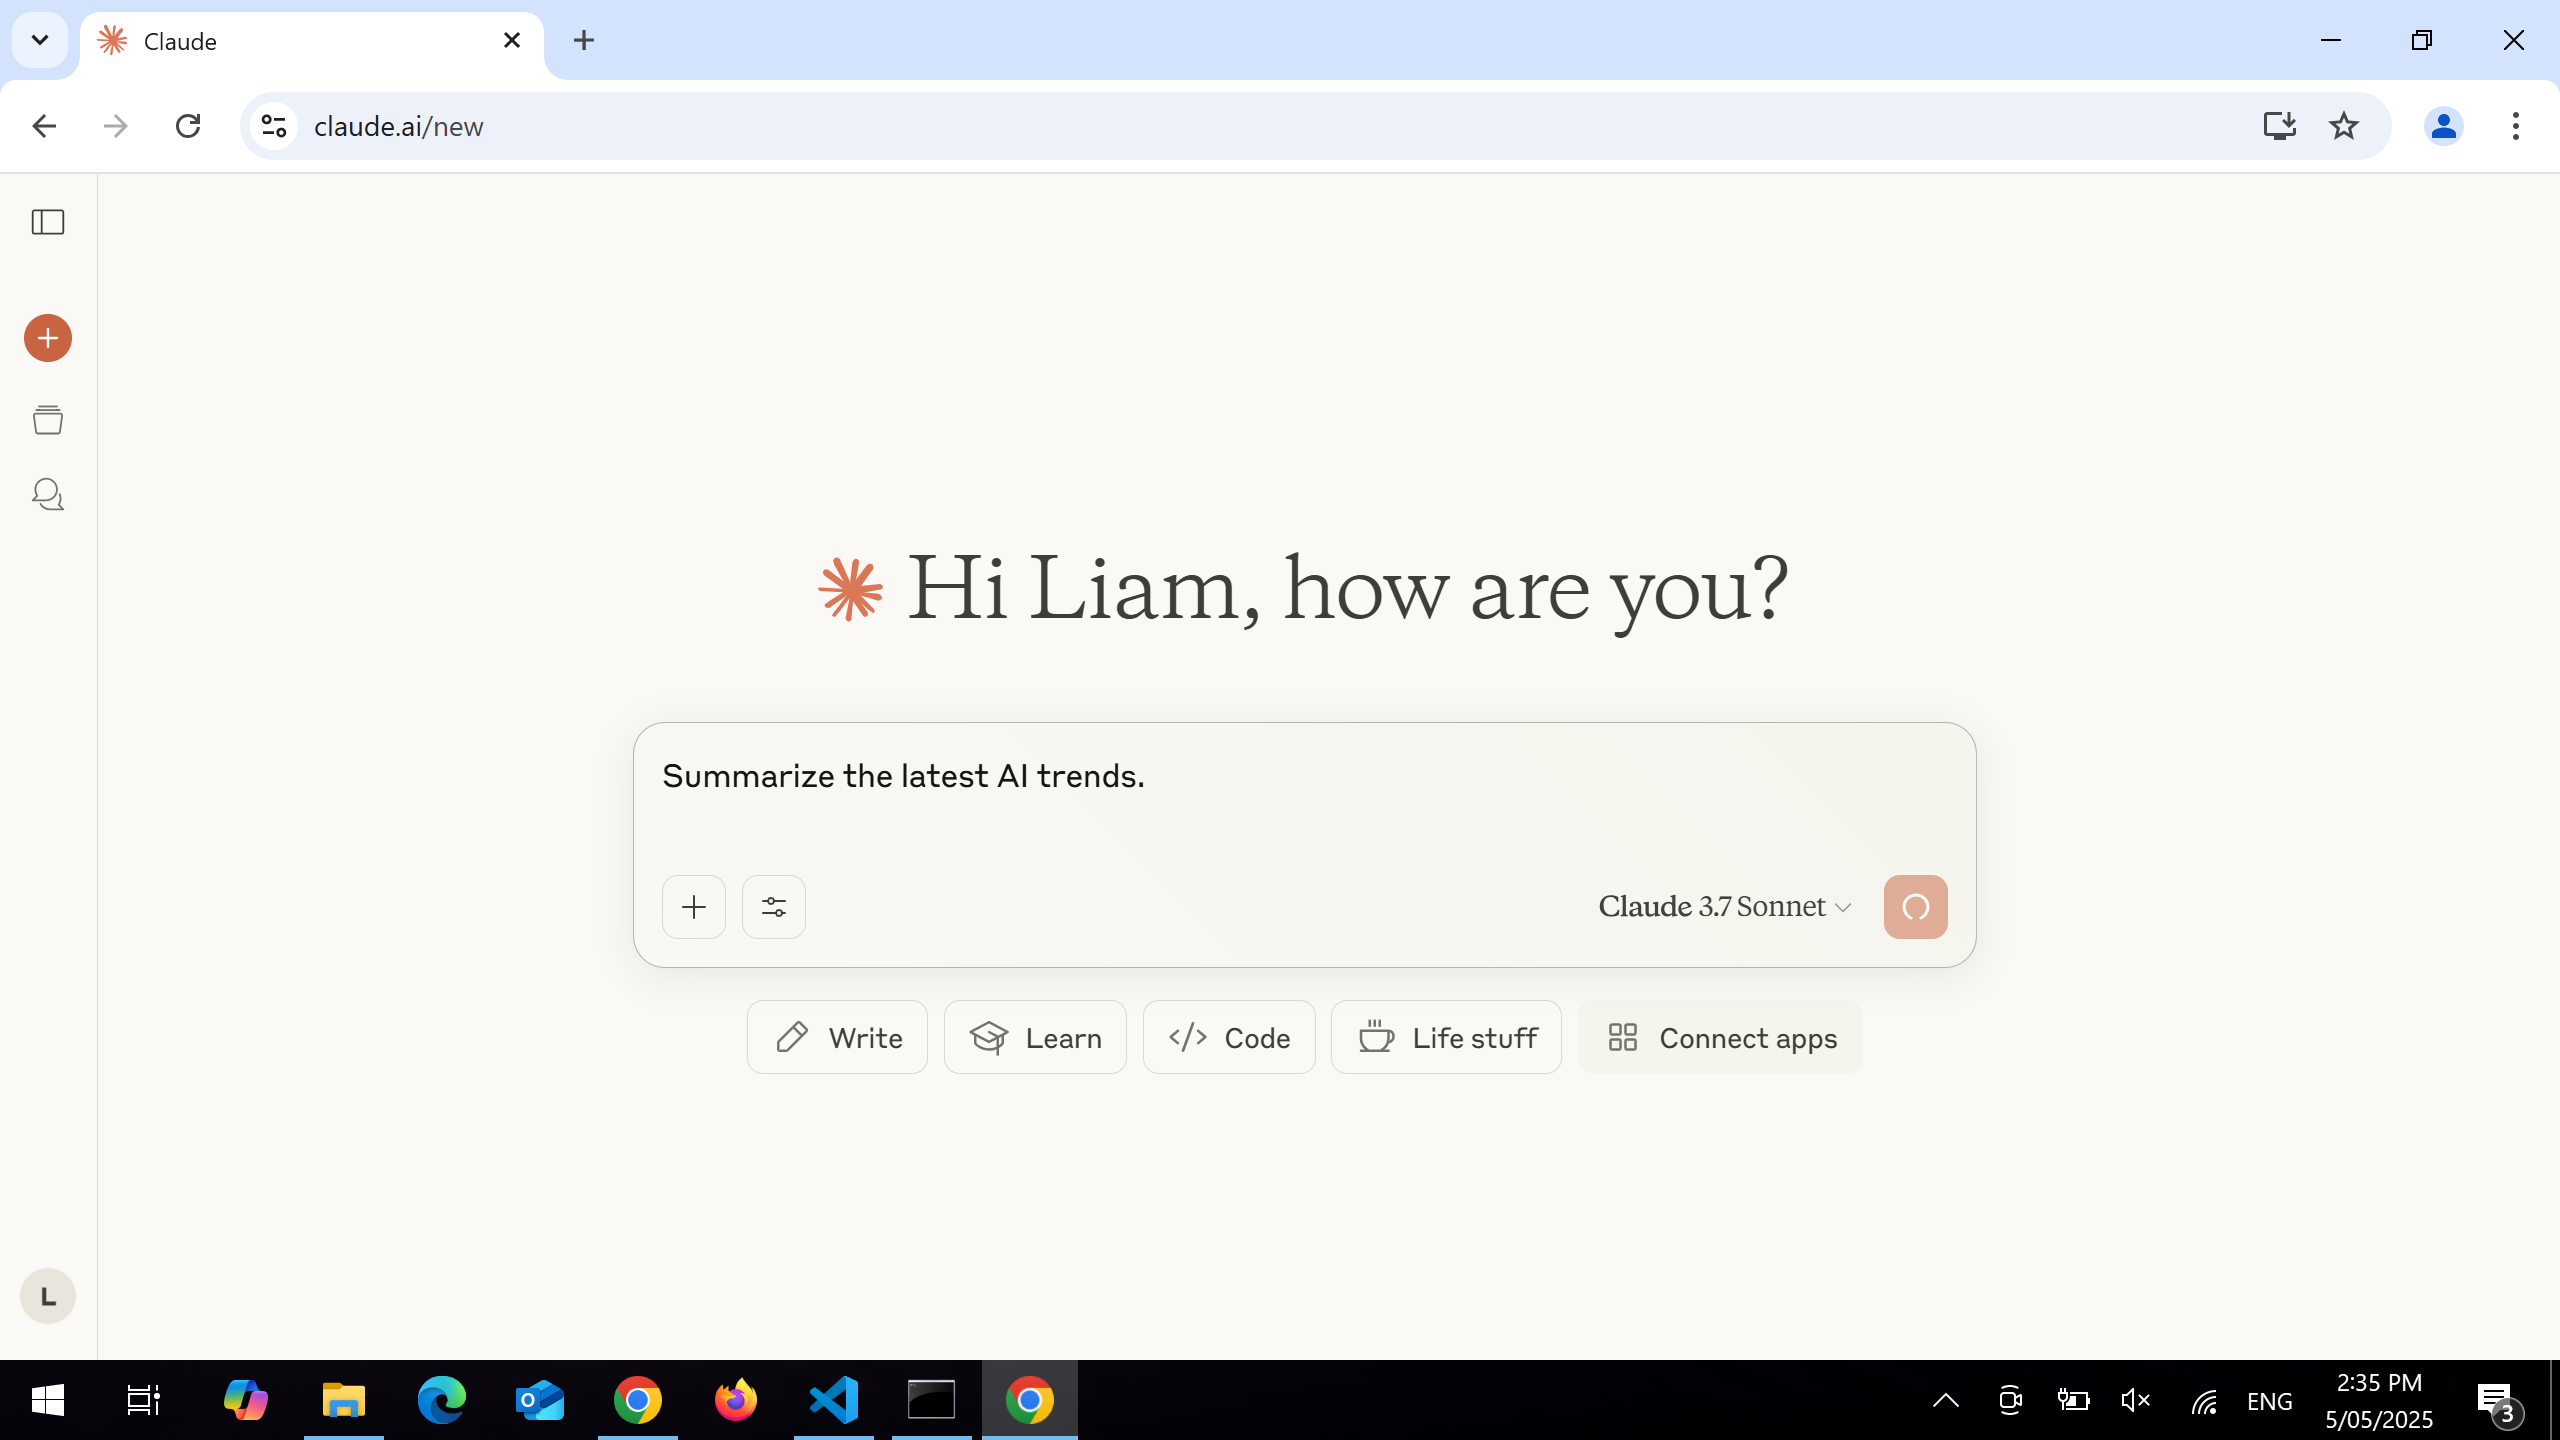 Claude
claude.ai/new
Hi Liam, how are you?
Summarize the latest AI trends.
Claude 3.7 Sonnet
Write
Learn
Code
Life stuff
Connect apps
L
O
ENG
2:35 PM
5/05/2025
3